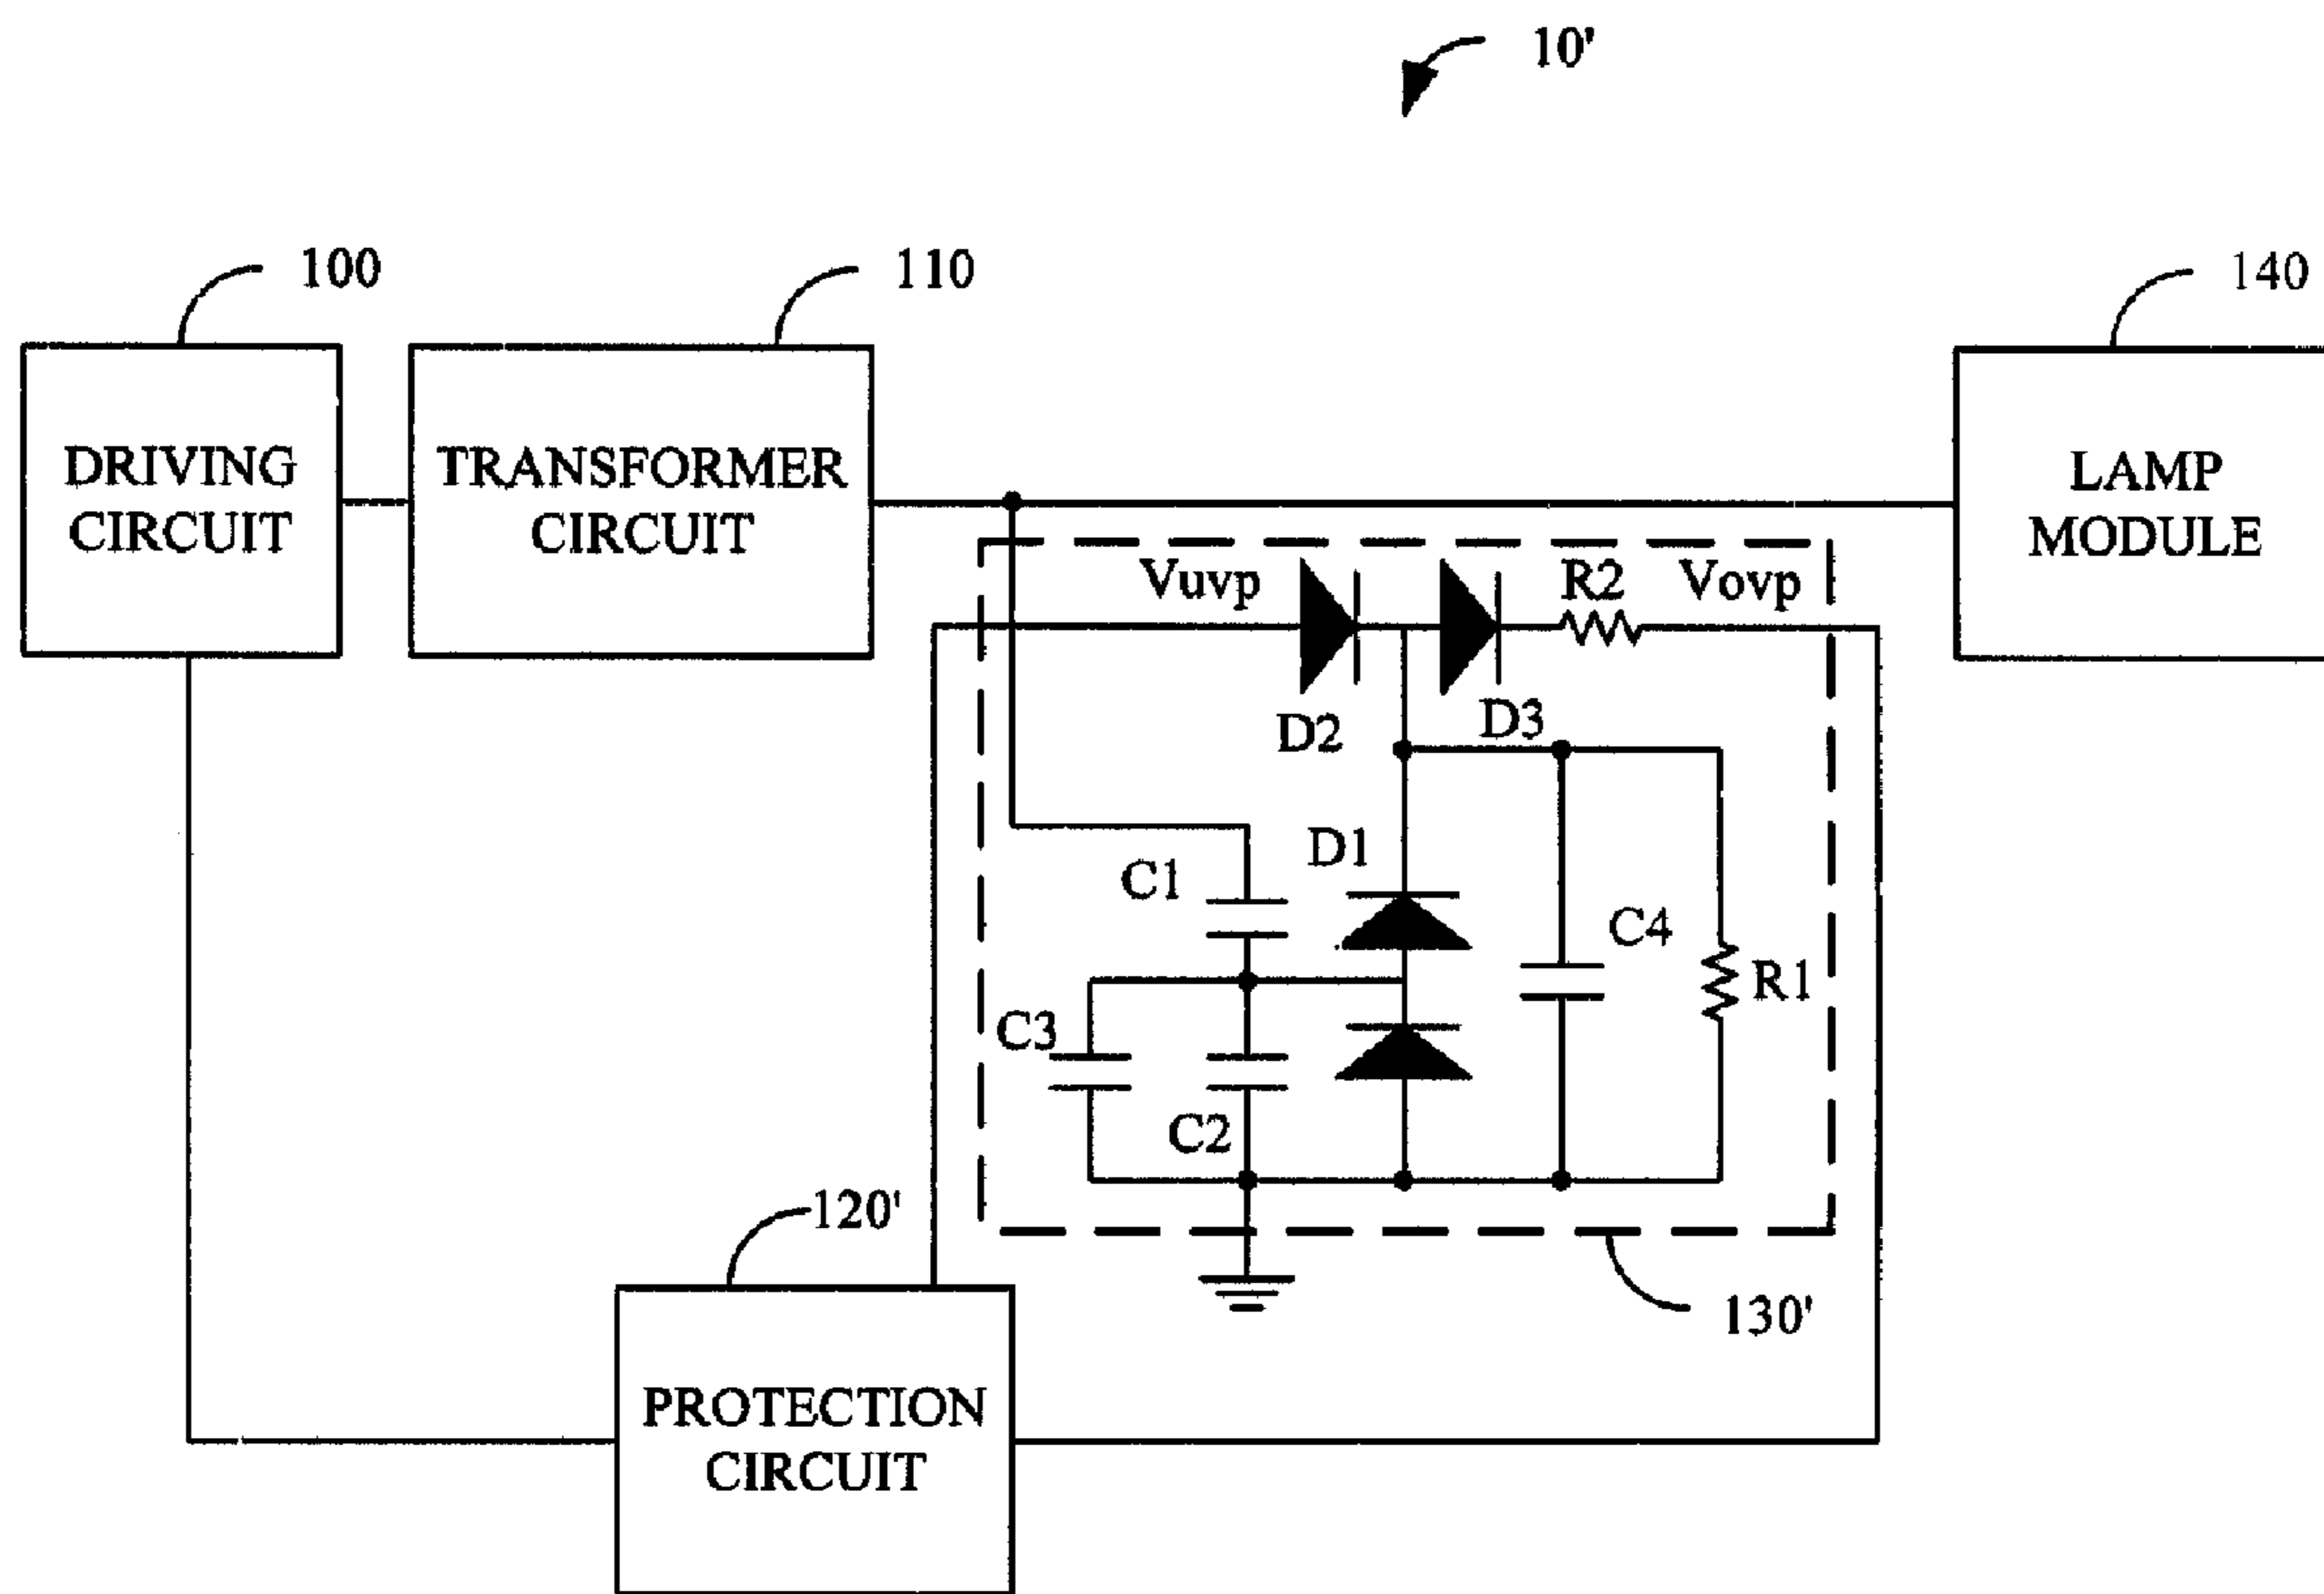 10'
100
110
140
DRIVING
CIRCUIT
TRANSFORMER
CIRCUIT
LAMP
MODULE
Vuvp
R2
Vovp
D2
D3
D1
C1
C4
R1
C3
C2
120'
130'
PROTECTION
CIRCUIT